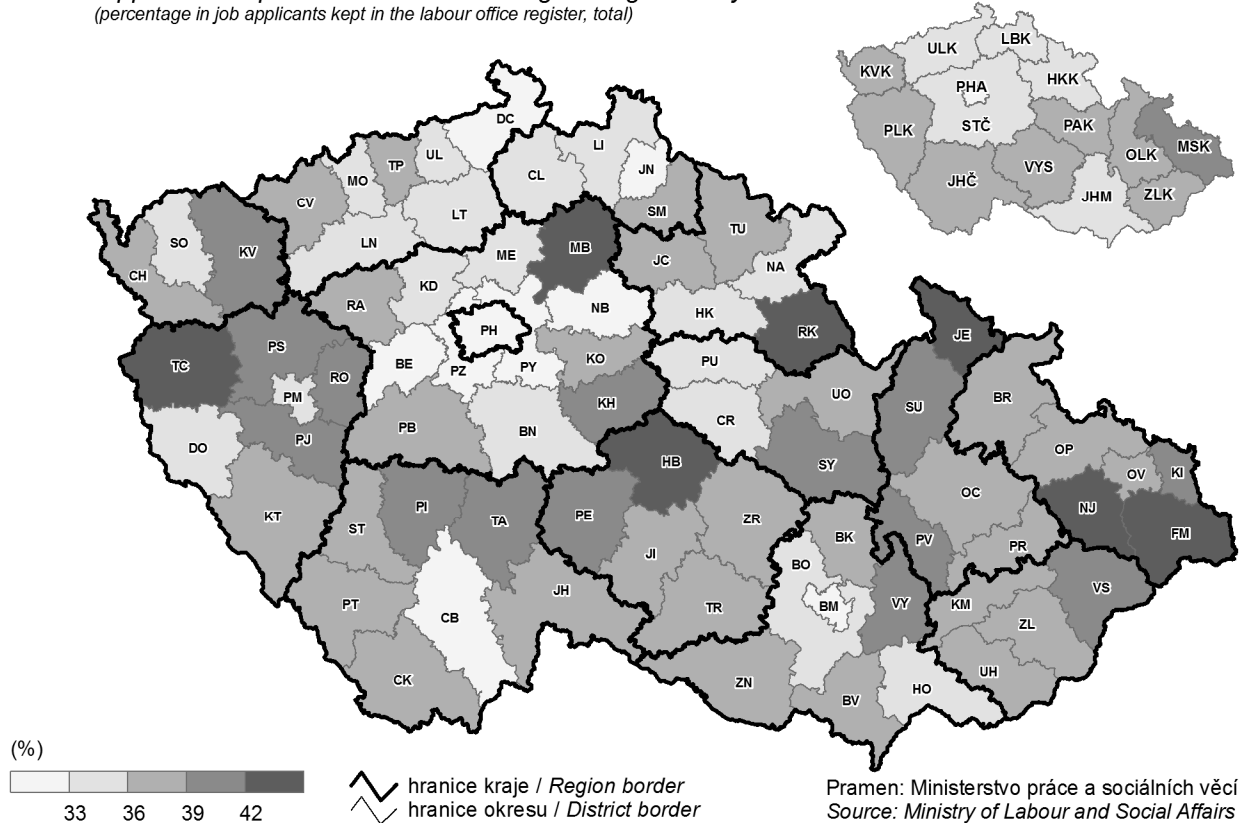 (percentage in job applicants kept in the labour office register, total)
LBK
ULK
KVK
HKK
PHA
STČ
PAK
PLK
MSK
OLK
VYS
JHČ
ZLK
JHM
DC
LI
UL
TP
JN
MO
CL
CV
SM
LT
TU
LN
SO
KV
MB
ME
JC
NA
CH
KD
RA
NB
HK
PH
RK
JE
PS
KO
PU
TC
BE
PZ
PY
RO
PM
UO
BR
KH
SU
CR
PB
BN
DO
PJ
OP
HB
SY
OV
KI
OC
PI
NJ
KT
ST
TA
PE
ZR
FM
BK
PV
PR
JI
BO
VS
JH
PT
TR
BM
VY
KM
CB
ZL
UH
CK
ZN
HO
BV
(%)
33 36 39 42
hranice kraje / Region border
hranice okresu / District border
Pramen: Ministerstvo práce a sociálních věcí
Source: Ministry of Labour and Social Affairs